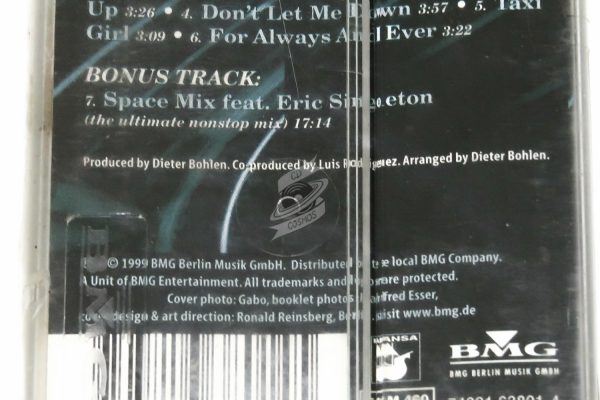 Up 3:26 • 4. Don't Let Me Down 3:57 • 5. Taxi
Girl 3:09 • 6. For Always And Ever 3:22
BONUS TRACK:
7. Space Mix feat. Eric Singleton
(the ultimate nonstop mix) 17:14
Produced by Dieter Bohlen. Co-produced by Luis Rodriguez. Arranged by Dieter Bohlen.
CD
COSMOS
℗ © 1999 BMG Berlin Musik GmbH. Distributed by the local BMG Company.
A Unit of BMG Entertainment. All trademarks and logos are protected.
Cover photo: Gabo, booklet photos Manfred Esser,
cover design & art direction: Ronald Reinsberg, Berlin visit www.bmg.de
BMG
BMG
BMG BERLIN MUSIK GMBH